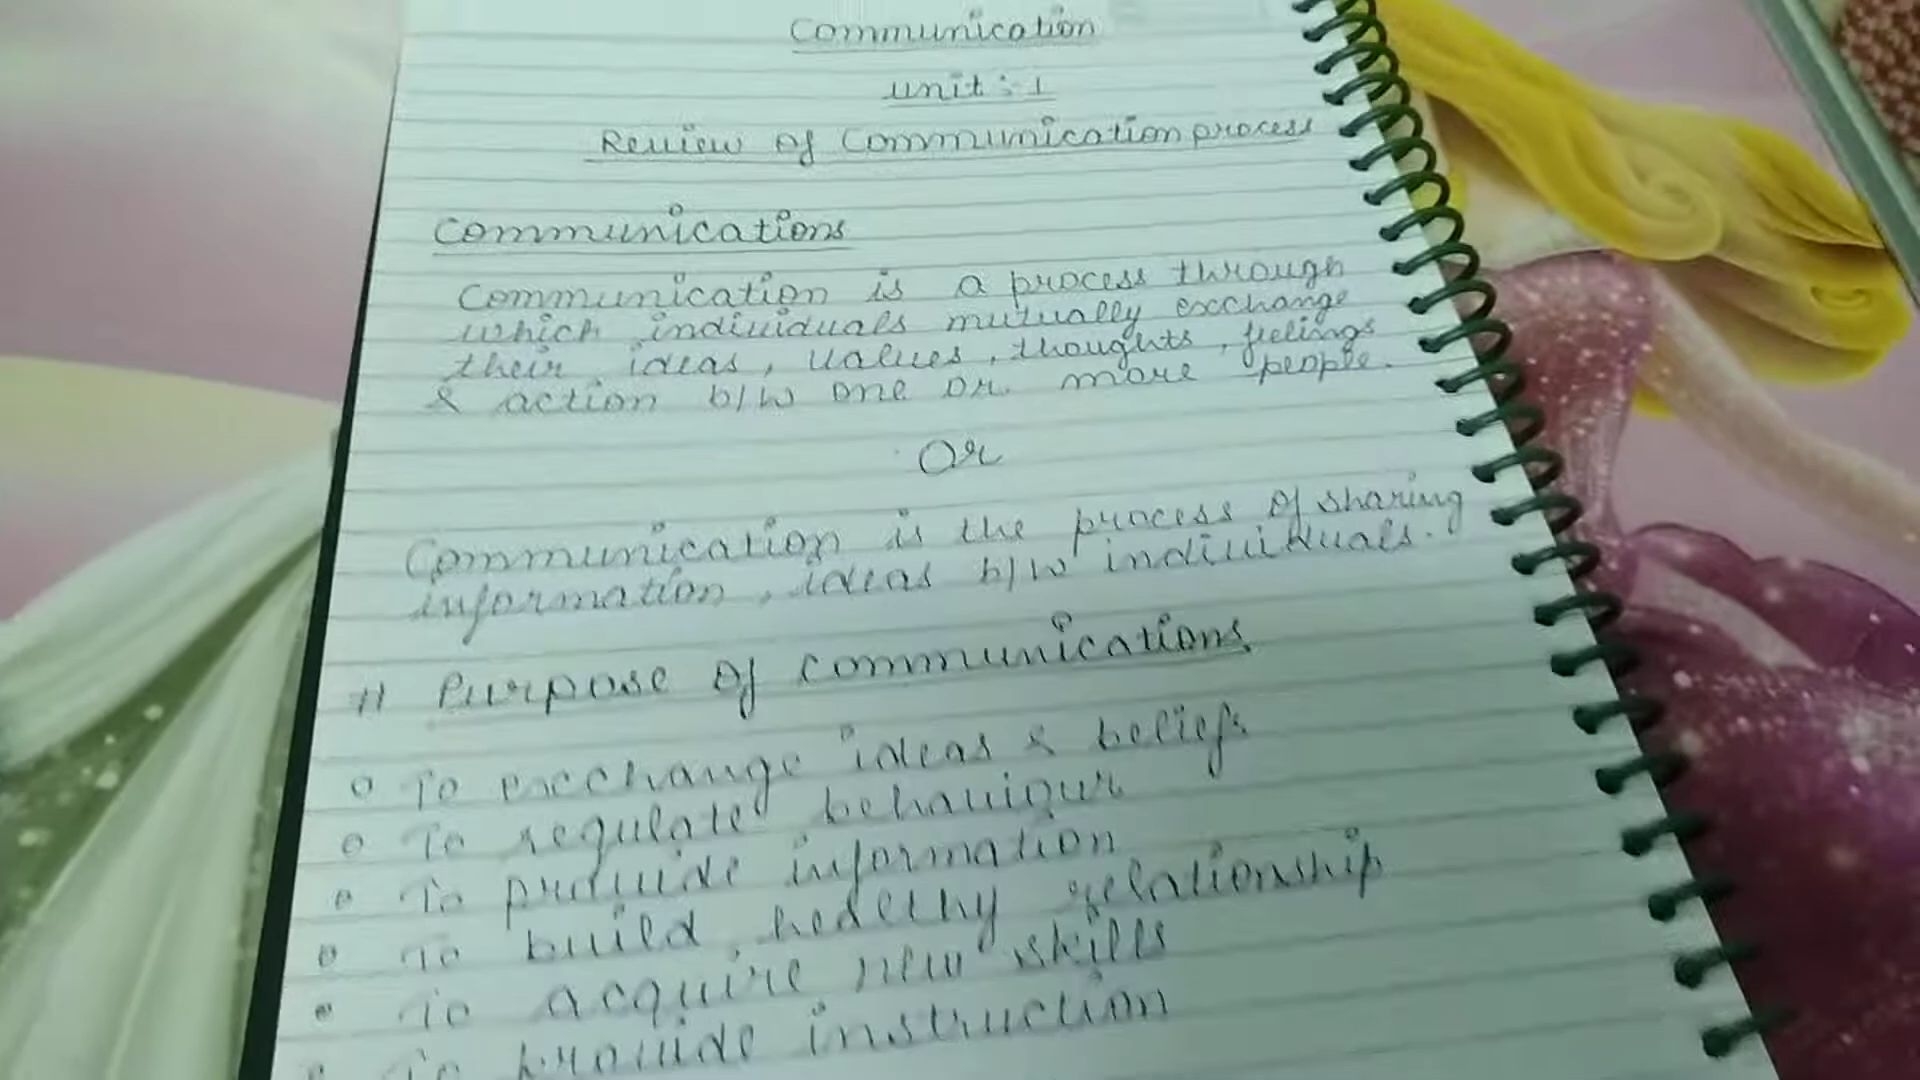 Communication
Unit :- 1
Review of Communication process
Communications
Communication is a process through
which individuals mutually exchange
their ideas, values, thoughts, feelings
& action b/w one or more people.
Or
Communication is the process of sharing
information, ideas b/w individuals.
# Purpose of communications
To exchange ideas & beliefs
To regulate behaviour
To provide information
To build healthy relationship
To acquire new skills
To provide instruction